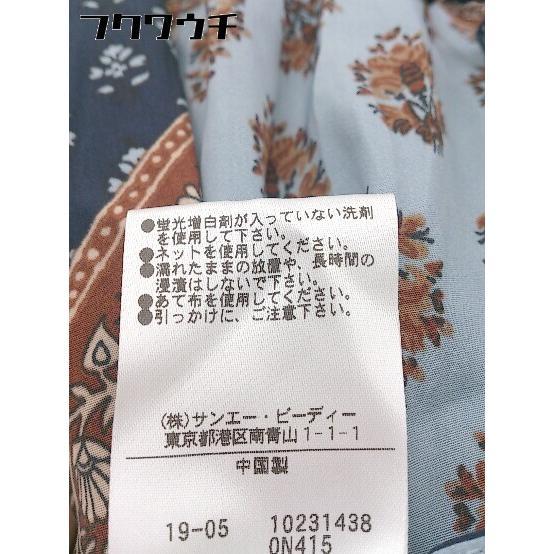 フクワウチ
●蛍光増白剤が入っていない洗剤
を使用して下さい。
●ネットを使用してください。
●濡れたままの放置や、長時間の
浸漬はしないで下さい。
●あて布を使用してください。
●引っかけに、ご注意下さい。
(株)サンエー・ビーディー
東京都港区南青山1-1-1
中国製
19-05 10231438
0N415